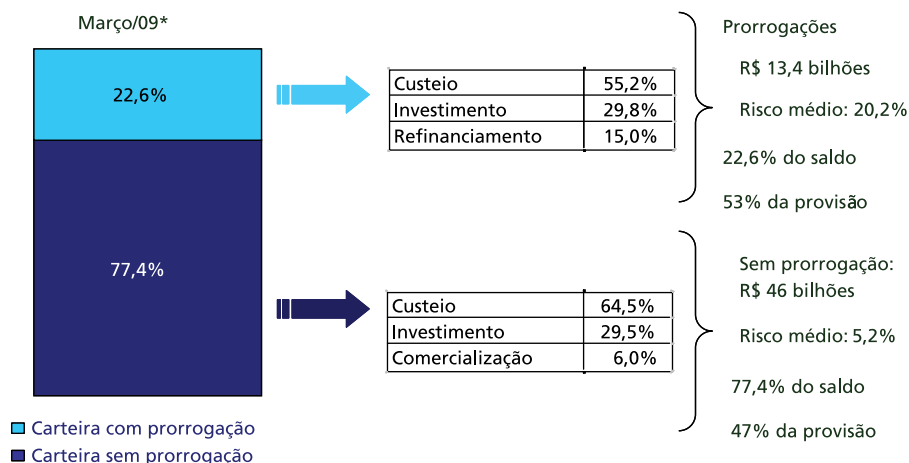 Março/09*
22,6%
77,4%
Carteira com prorrogação
Carteira sem prorrogação
Custeio 55,2%
Investimento 29,8%
Refinanciamento 15,0%
Prorrogações
R$ 13,4 bilhões
Risco médio: 20,2%
22,6% do saldo
53% da provisão
Custeio 64,5%
Investimento 29,5%
Comercialização 6,0%
Sem prorrogação:
R$ 46 bilhões
Risco médio: 5,2%
77,4% do saldo
47% da provisão